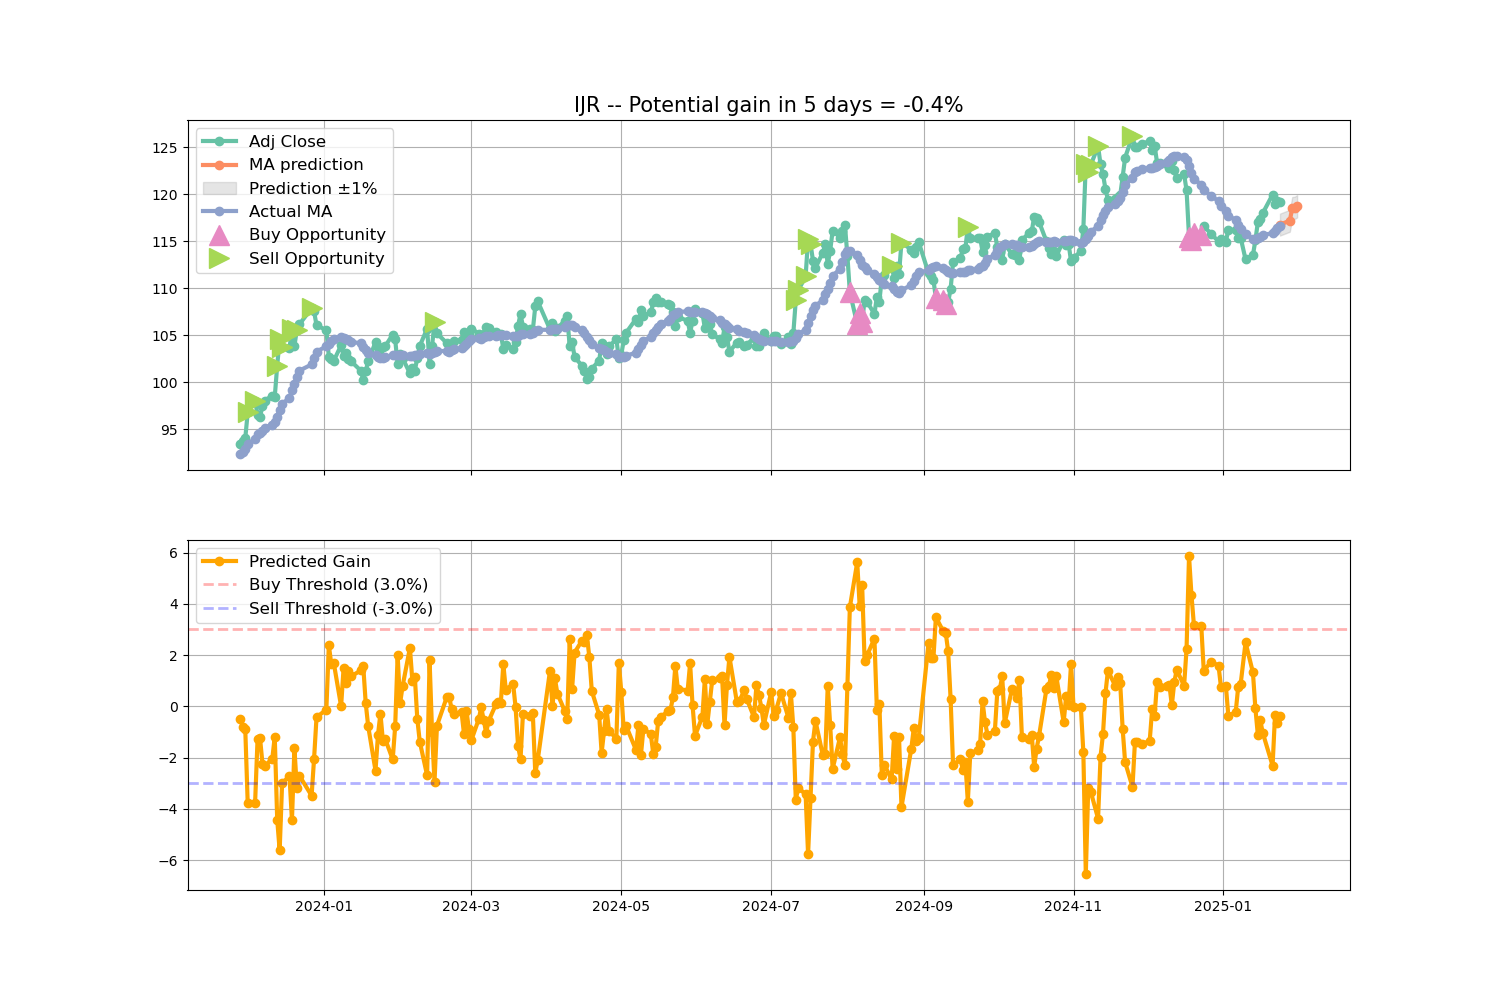 IJR -- Potential gain in 5 days = -0.4%
Adj Close
MA prediction
Prediction ±1%
Actual MA
Buy Opportunity
Sell Opportunity
125
120
115
110
105
100
95
Predicted Gain
Buy Threshold (3.0%)
Sell Threshold (-3.0%)
6
4
2
0
−2
−4
−6
2024-01
2024-03
2024-05
2024-07
2024-09
2024-11
2025-01